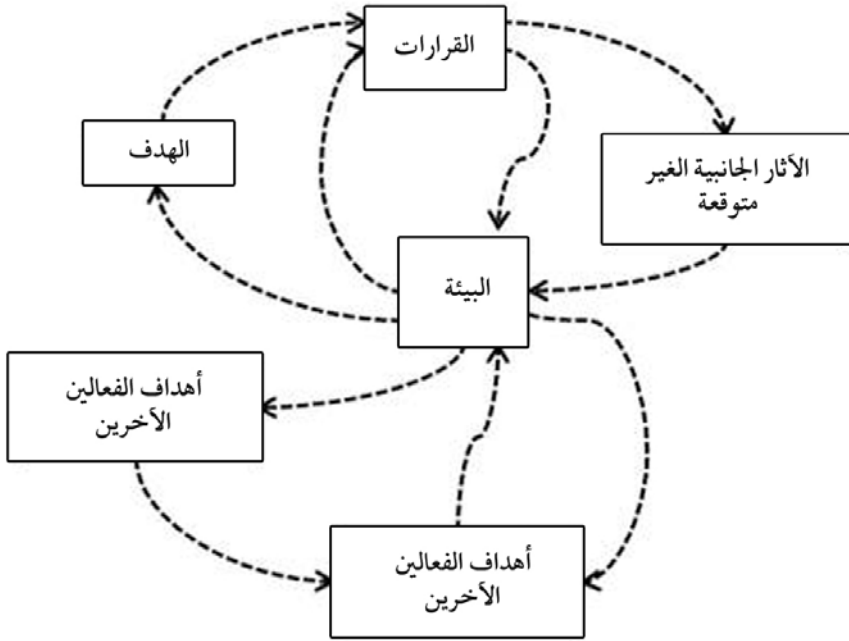 القرارات
الهدف
الآثار الجانبية الغير
متوقعة
البيئة
أهداف الفعالين
الآخرين
أهداف الفعالين
الآخرين